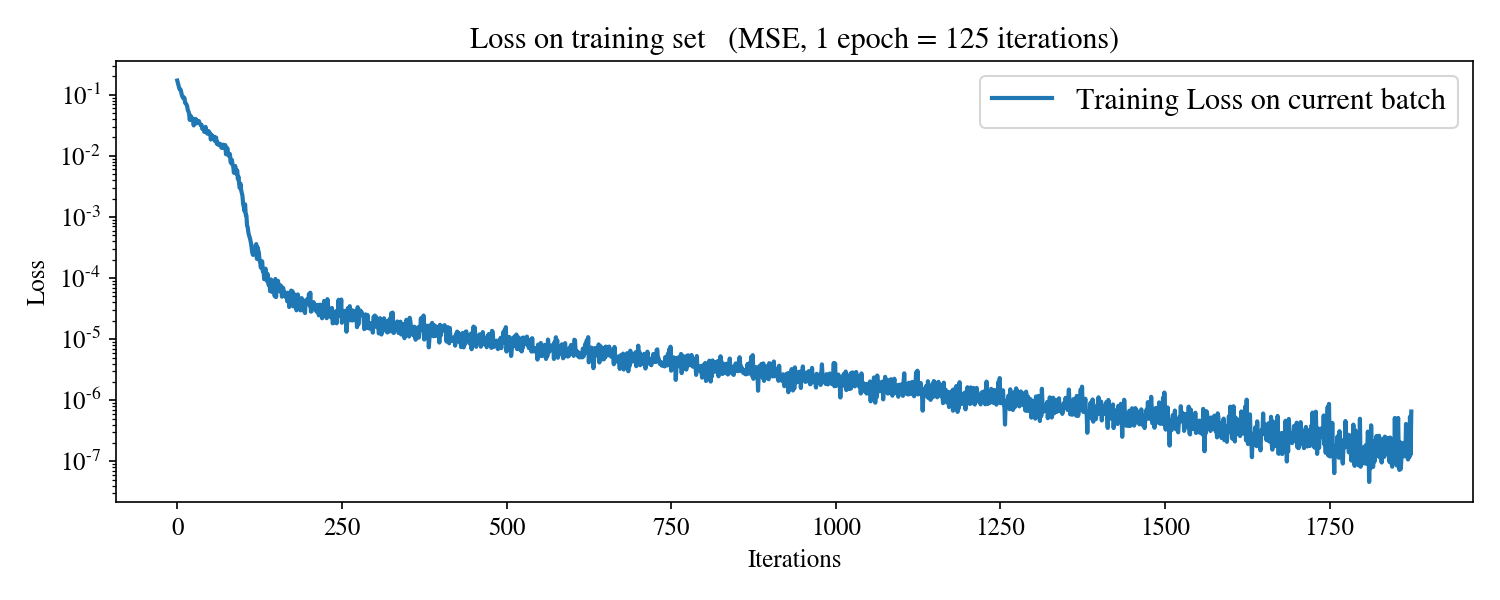 Loss on training set (MSE, 1 epoch = 125 iterations)
Training Loss on current batch
Loss
10⁻¹
10⁻²
10⁻³
10⁻⁴
10⁻⁵
10⁻⁶
10⁻⁷
0 250 500 750 1000 1250 1500 1750
Iterations